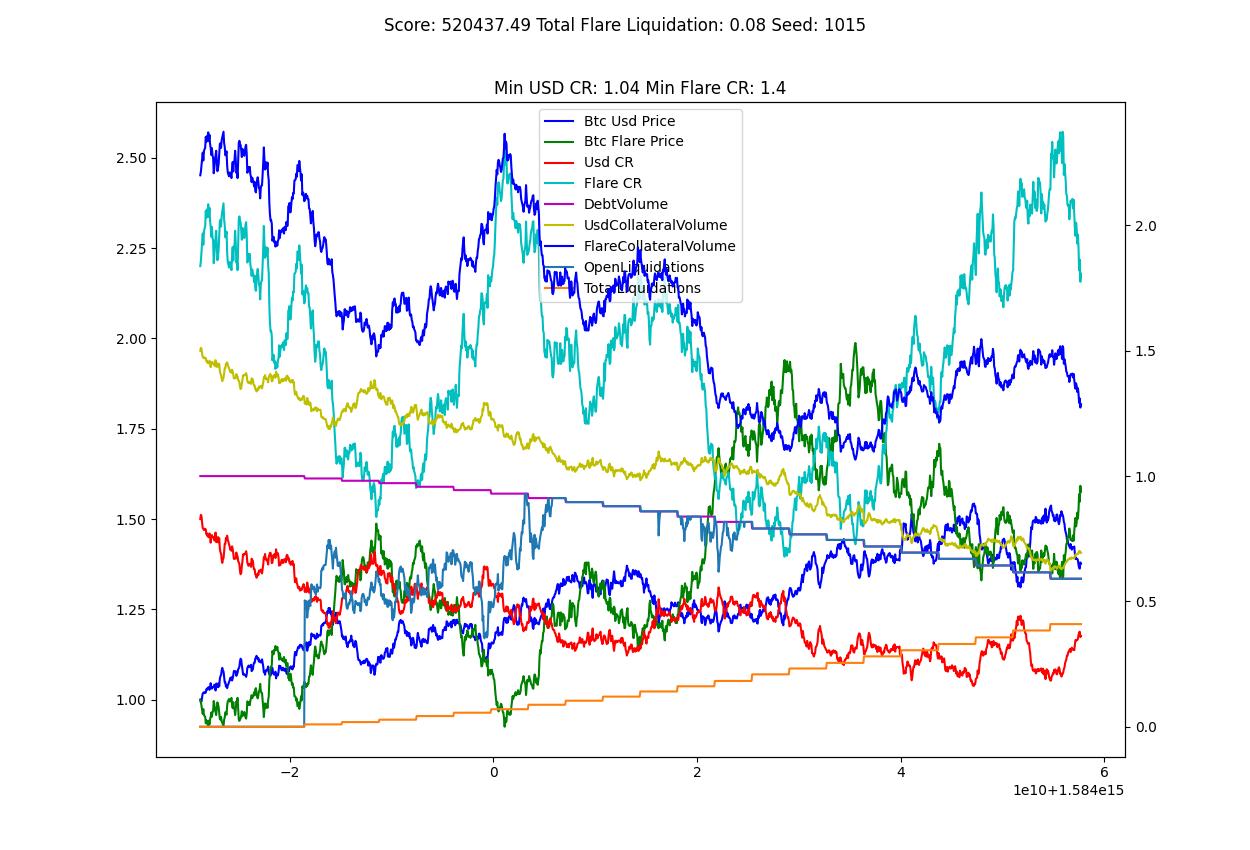 Score: 520437.49 Total Flare Liquidation: 0.08 Seed: 1015
Min USD CR: 1.04 Min Flare CR: 1.4
Btc Usd Price
Btc Flare Price
Usd CR
Flare CR
DebtVolume
UsdCollateralVolume
FlareCollateralVolume
OpenLiquidations
TotalLiquidations
2.50
2.25
2.00
1.75
1.50
1.25
1.00
2.0
1.5
1.0
0.5
0.0
−2
0
2
4
6
1e10+1.584e15